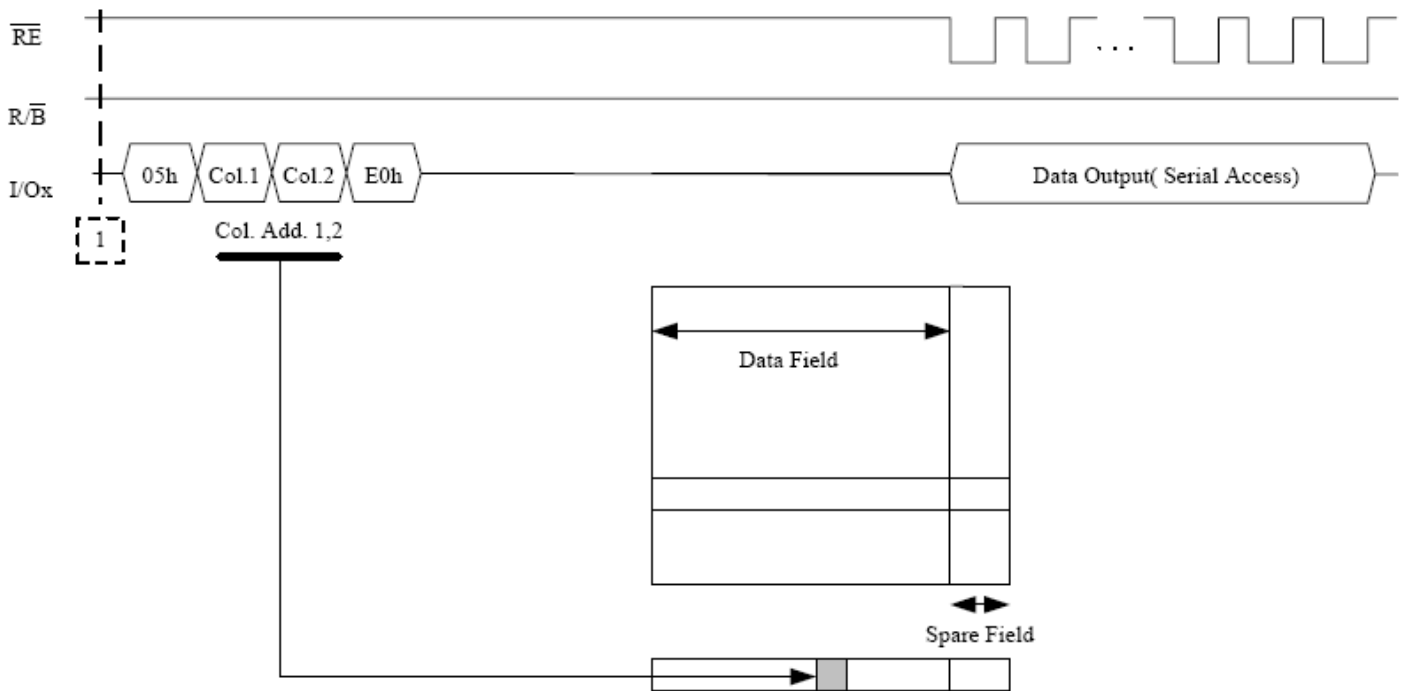 RE
R/B
I/Ox
05h Col.1 Col.2 E0h
. . .
Data Output( Serial Access)
1
Col. Add. 1,2
Data Field
Spare Field